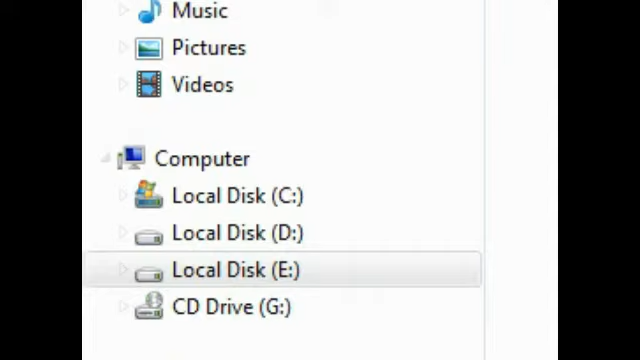 Music
Pictures
Videos
Computer
Local Disk (C:)
Local Disk (D:)
Local Disk (E:)
CD Drive (G:)